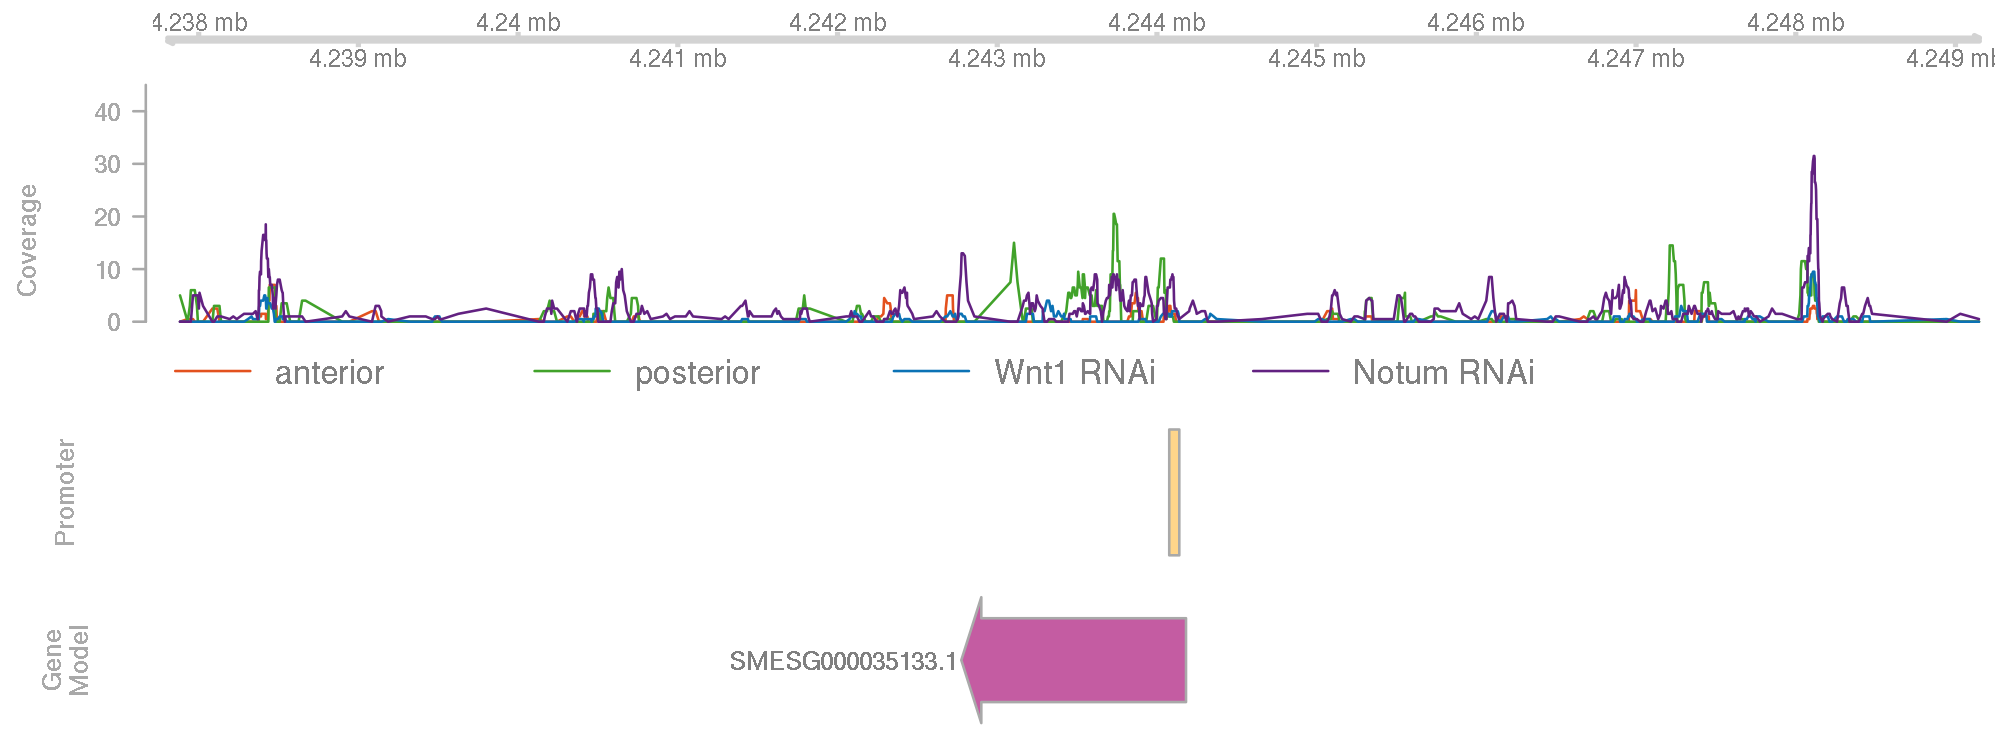 4.238 mb 4.24 mb 4.242 mb 4.244 mb 4.246 mb 4.248 mb
4.239 mb 4.241 mb 4.243 mb 4.245 mb 4.247 mb 4.249 mb
Coverage
40
30
20
10
0
anterior posterior Wnt1 RNAi Notum RNAi
Promoter
Gene
Model
SMESG000035133.1